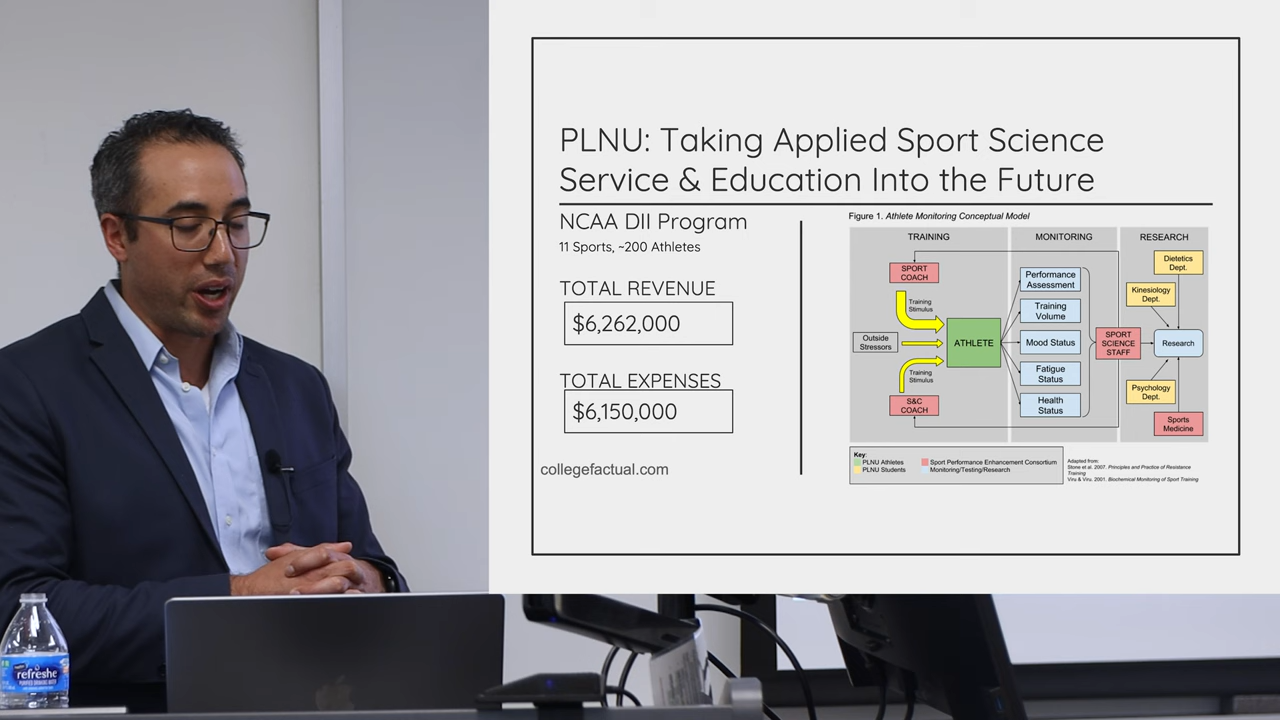 PLNU: Taking Applied Sport Science
Service & Education Into the Future
NCAA DII Program
11 Sports, ~200 Athletes
TOTAL REVENUE
$6,262,000
TOTAL EXPENSES
$6,150,000
collegefactual.com
Figure 1. Athlete Monitoring Conceptual Model
TRAINING
MONITORING
RESEARCH
SPORT
COACH
Training
Stimulus
Outside
Stressors
ATHLETE
Training
Stimulus
S&C
COACH
Performance
Assessment
Training
Volume
Mood Status
Fatigue
Status
Health
Status
SPORT
SCIENCE
STAFF
Dietetics
Dept.
Kinesiology
Dept.
Research
Psychology
Dept.
Sports
Medicine
Key:
PLNU Athletes
PLNU Students
Sport Performance Enhancement Consortium
Monitoring/Testing/Research
Adapted from:
Stone et al. 2007. Principles and Practice of Resistance
Training
Viru & Viru. 2001. Biochemical Monitoring of Sport Training
refreshe